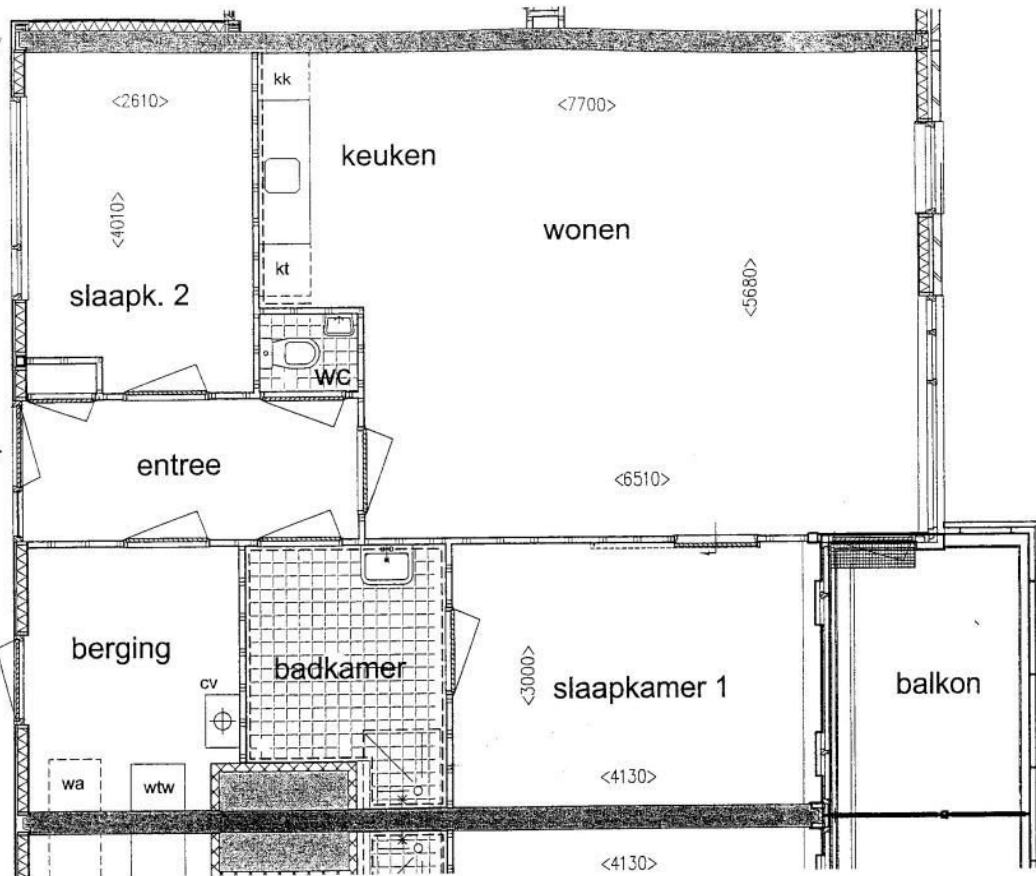 kk
<2610>
<7700>
keuken
<4010>
wonen
kt
<5680>
slaapk. 2
wc
entree
<6510>
berging
badkamer
<3000>
slaapkamer 1
balkon
cv
wa
wtw
<4130>
<4130>